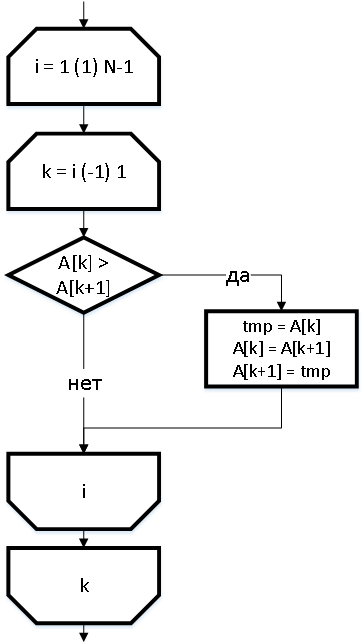 i = 1 (1) N-1
k = i (-1) 1
A[k] >
A[k+1]
да
tmp = A[k]
A[k] = A[k+1]
A[k+1] = tmp
нет
i
k